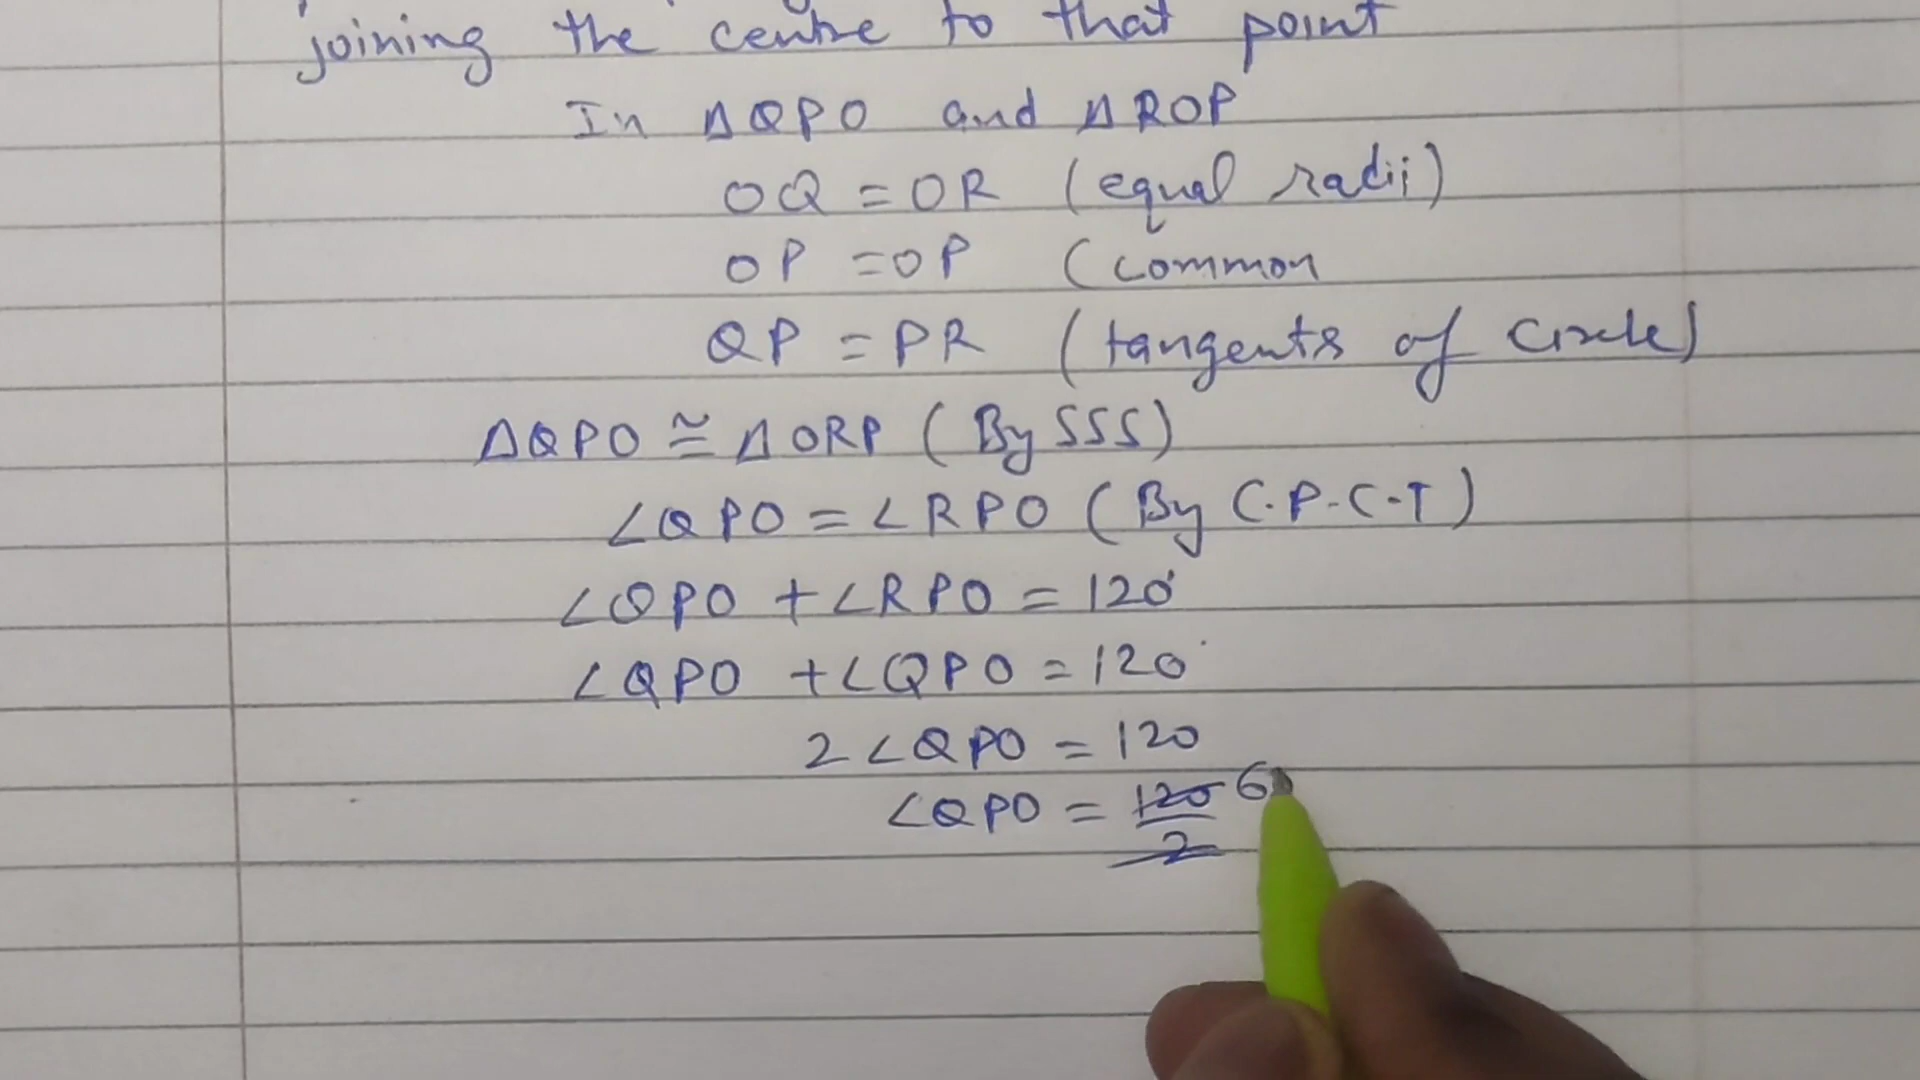 joining the centre to that point
In ΔQPO and ΔROP
OQ = OR (equal radii)
OP = OP (common
QP = PR (tangents of circle)
ΔQPO ≅ ΔORP (By SSS)
∠QPO = ∠RPO (By C.P.C.T)
∠QPO + ∠RPO = 120°
∠QPO + ∠QPO = 120°
2∠QPO = 120
∠QPO = 120/2 6